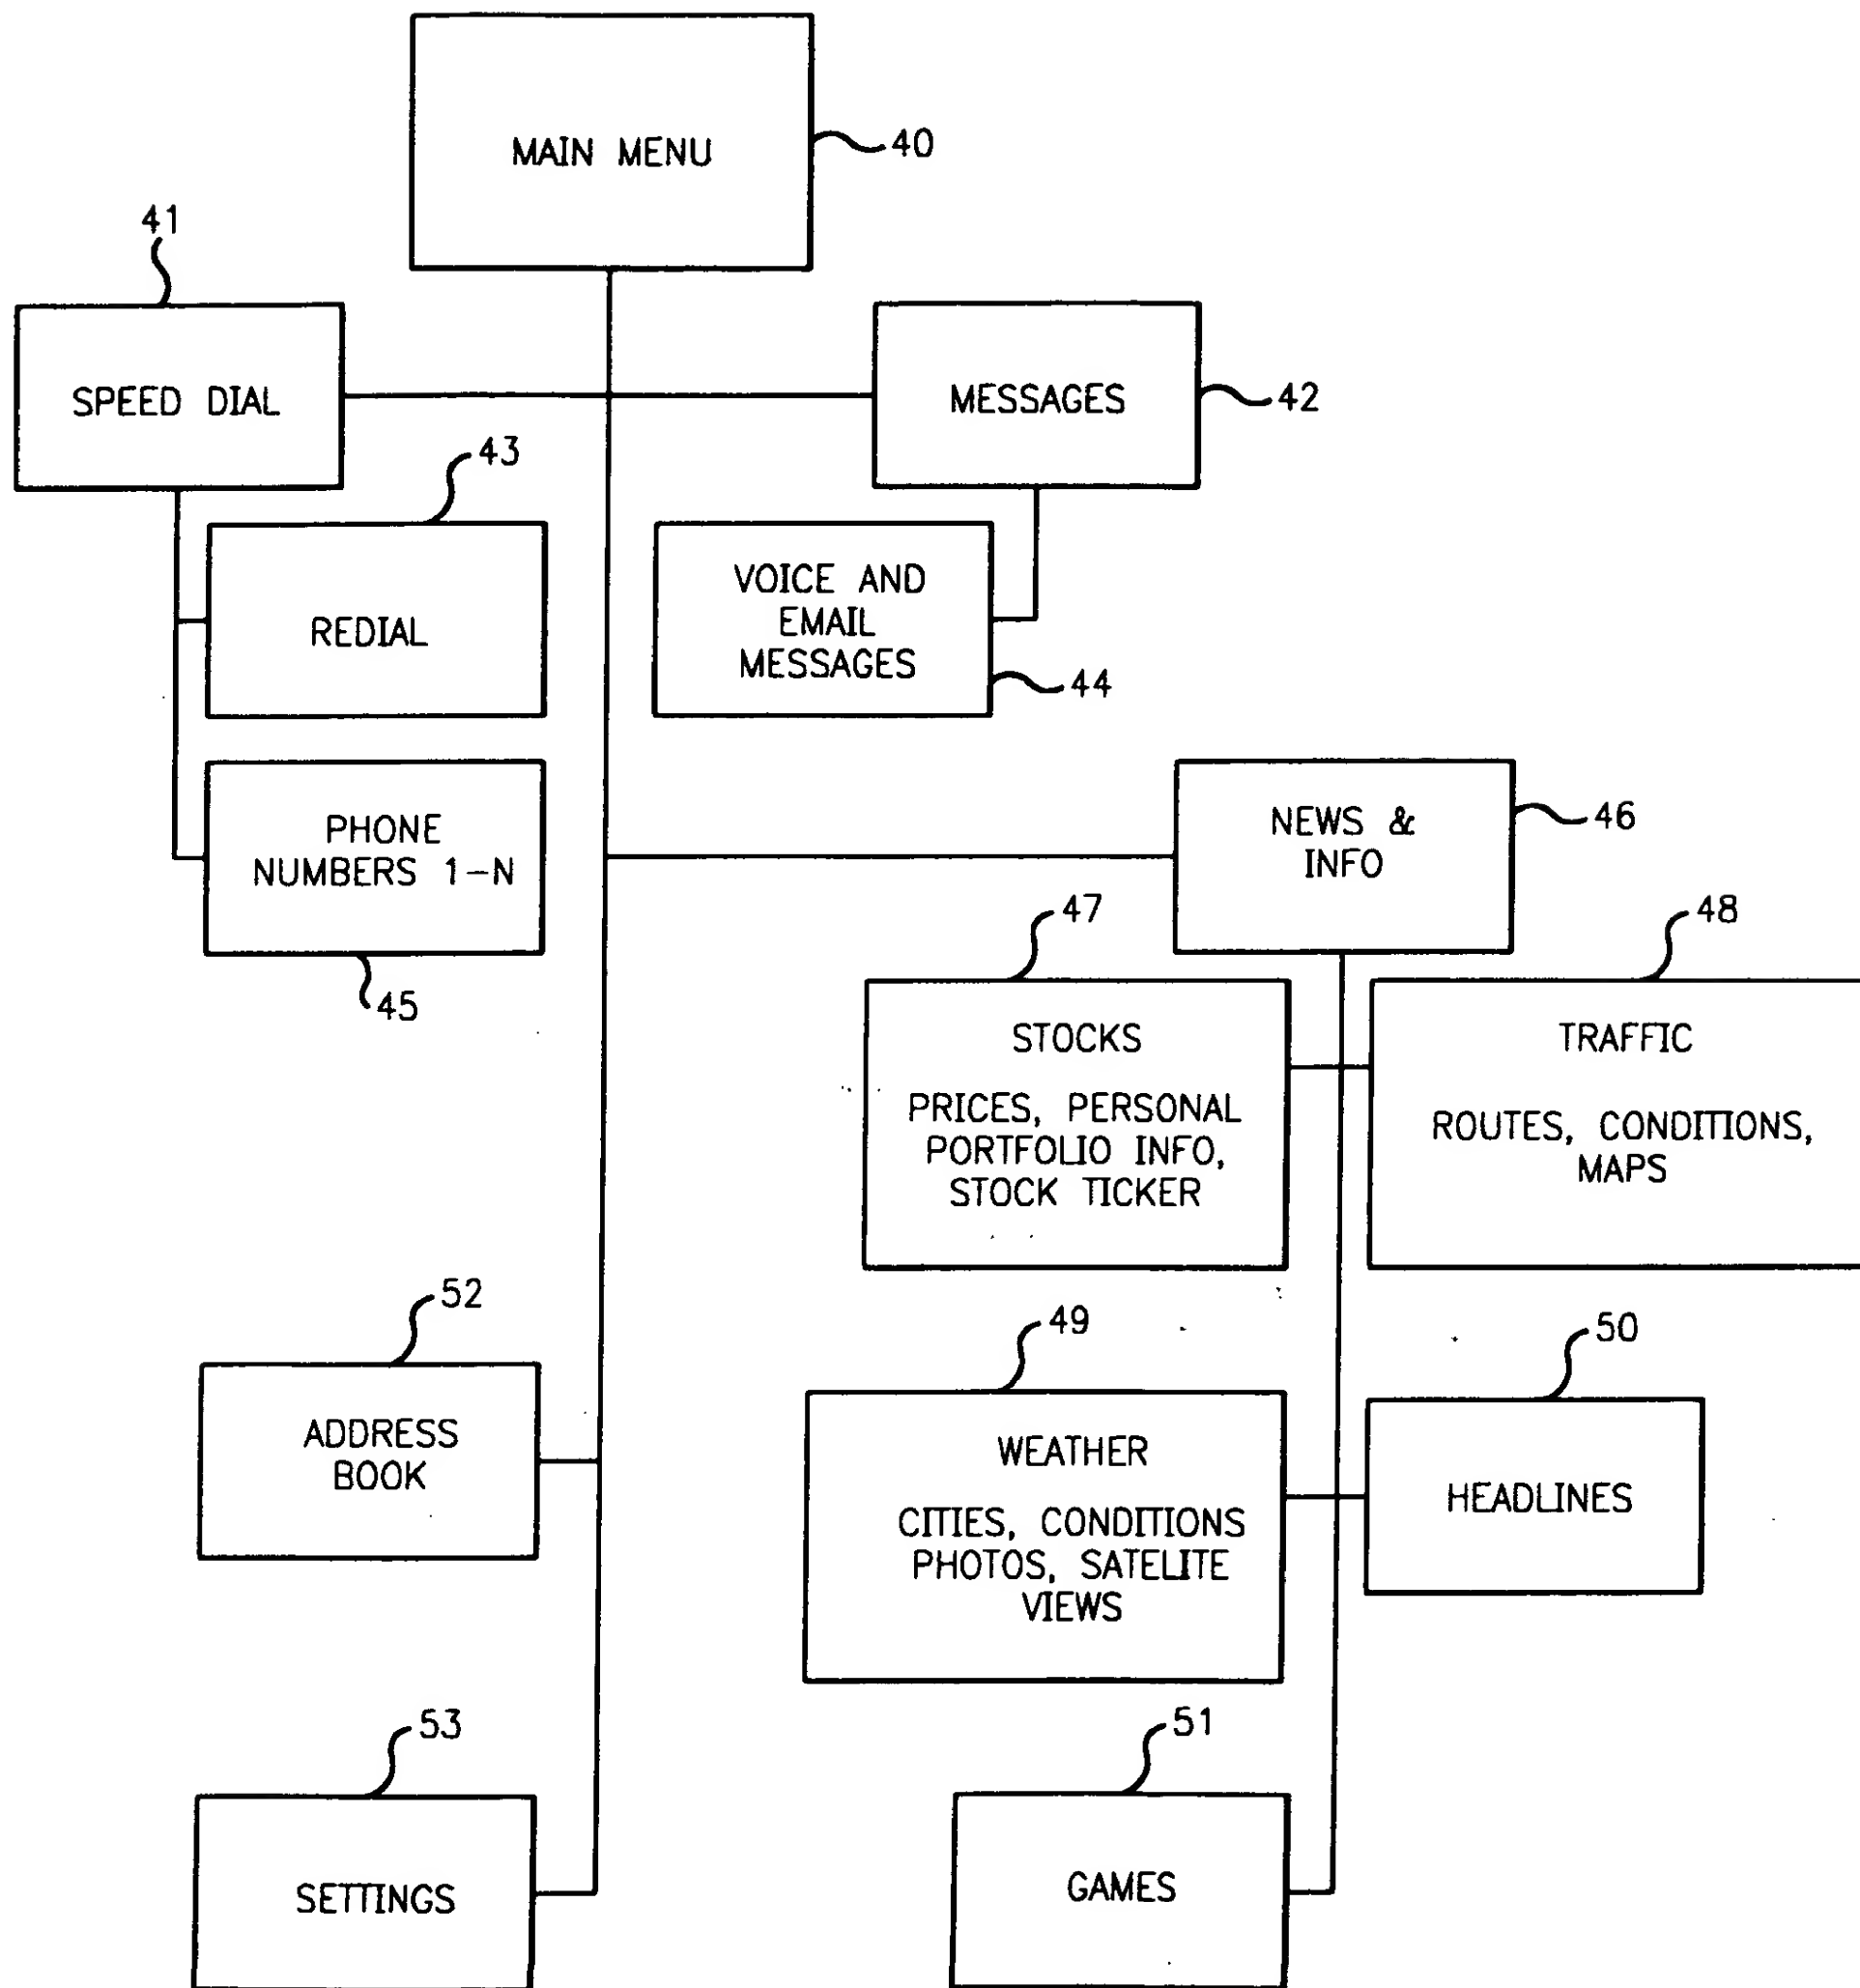 MAIN MENU
40
41
SPEED DIAL
MESSAGES
42
43
REDIAL
VOICE AND
EMAIL
MESSAGES
44
PHONE
NUMBERS 1-N
45
NEWS &
INFO
46
47
STOCKS
PRICES, PERSONAL
PORTFOLIO INFO,
STOCK TICKER
48
TRAFFIC
ROUTES, CONDITIONS,
MAPS
52
ADDRESS
BOOK
49
WEATHER
CITIES, CONDITIONS
PHOTOS, SATELITE
VIEWS
50
HEADLINES
53
SETTINGS
51
GAMES